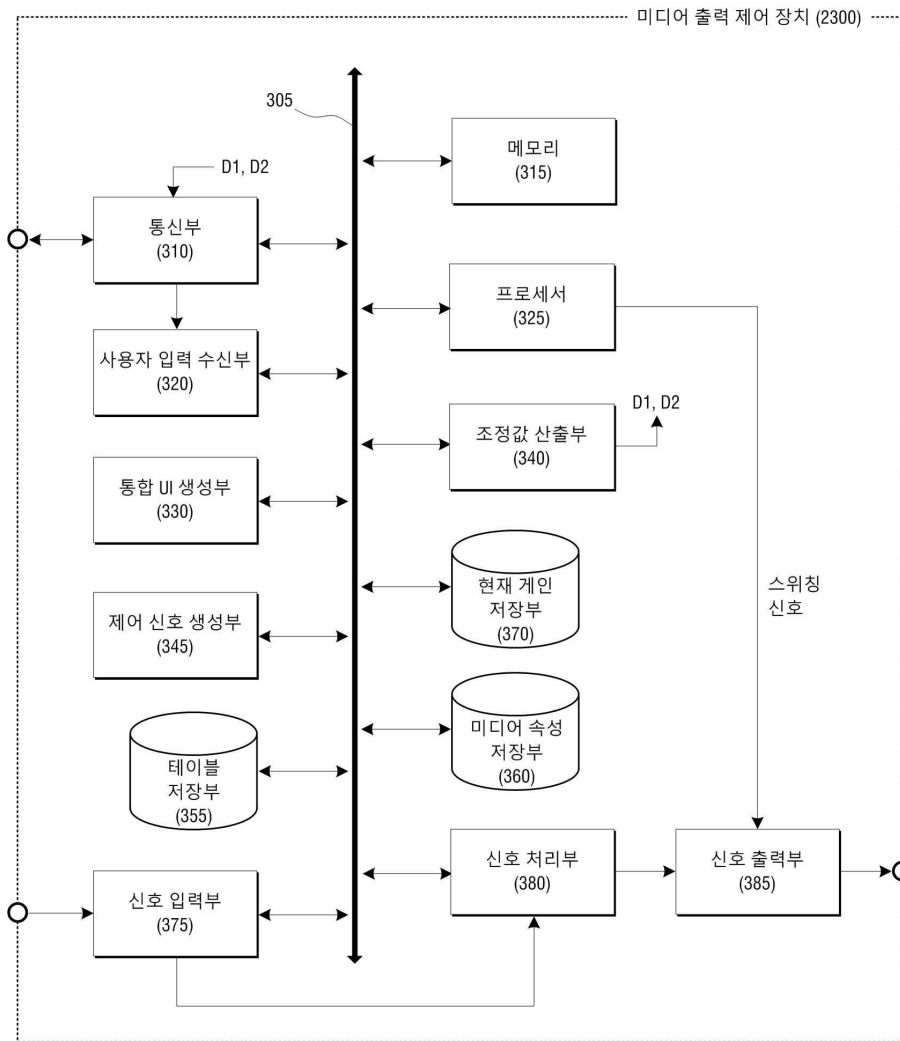 미디어 출력 제어 장치 (2300)
305
D1, D2
메모리
(315)
통신부
(310)
프로세서
(325)
사용자 입력 수신부
(320)
D1, D2
조정값 산출부
(340)
통합 UI 생성부
(330)
현재 게인
저장부
(370)
스위칭
신호
제어 신호 생성부
(345)
미디어 속성
저장부
(360)
테이블
저장부
(355)
신호 처리부
(380)
신호 출력부
(385)
신호 입력부
(375)